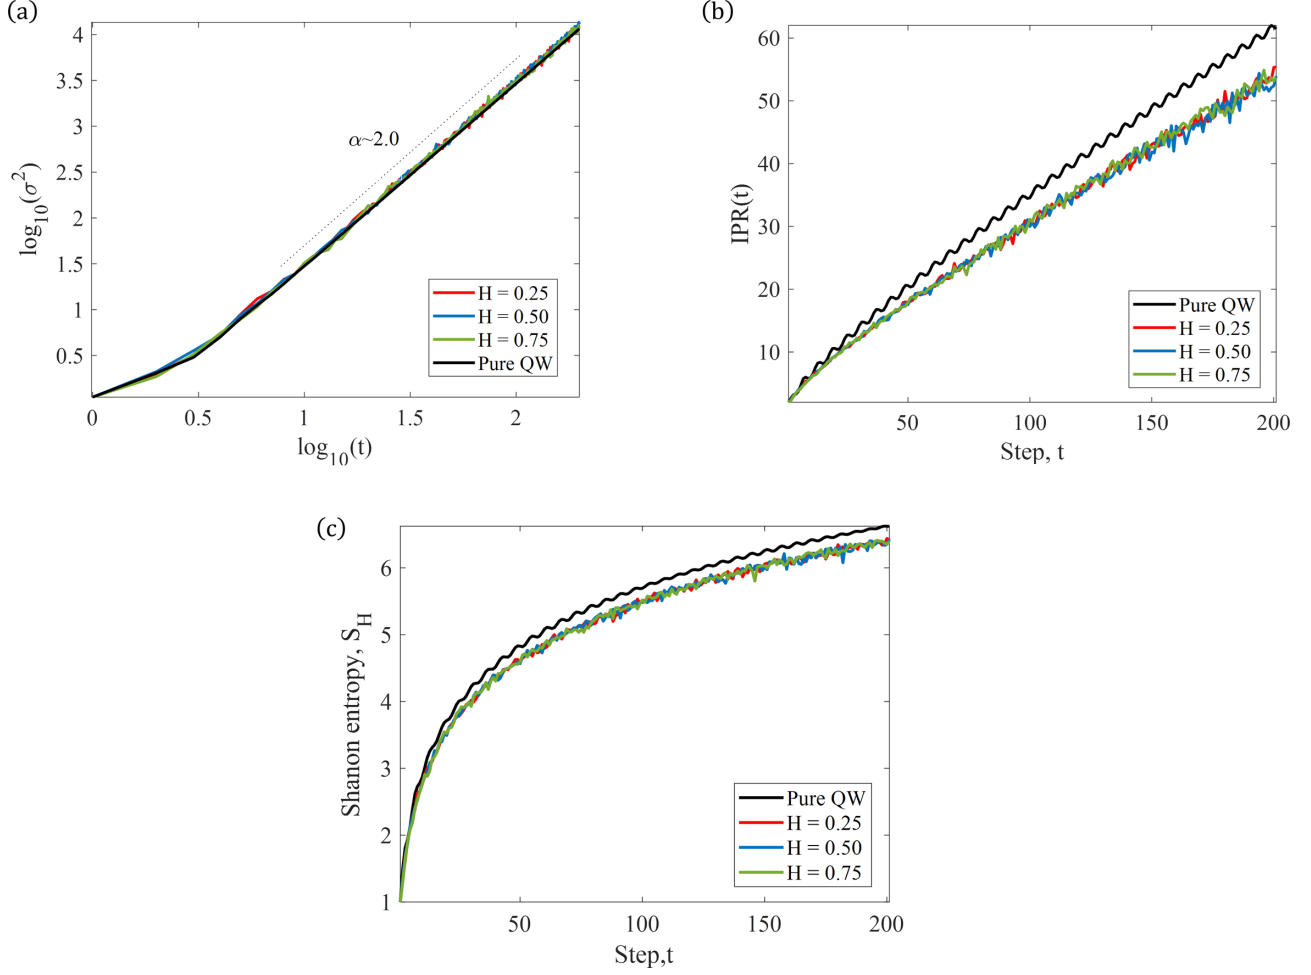 (a)
4
3.5
3
2.5
2
1.5
1
0.5
log10(σ2)
α~2.0
H = 0.25
H = 0.50
H = 0.75
Pure QW
0 0.5 1 1.5 2
log10(t)
(b)
60
50
40
30
20
10
IPR(t)
Pure QW
H = 0.25
H = 0.50
H = 0.75
50 100 150 200
Step, t
(c)
6
5
4
3
2
1
Shanon entropy, SH
Pure QW
H = 0.25
H = 0.50
H = 0.75
50 100 150 200
Step,t